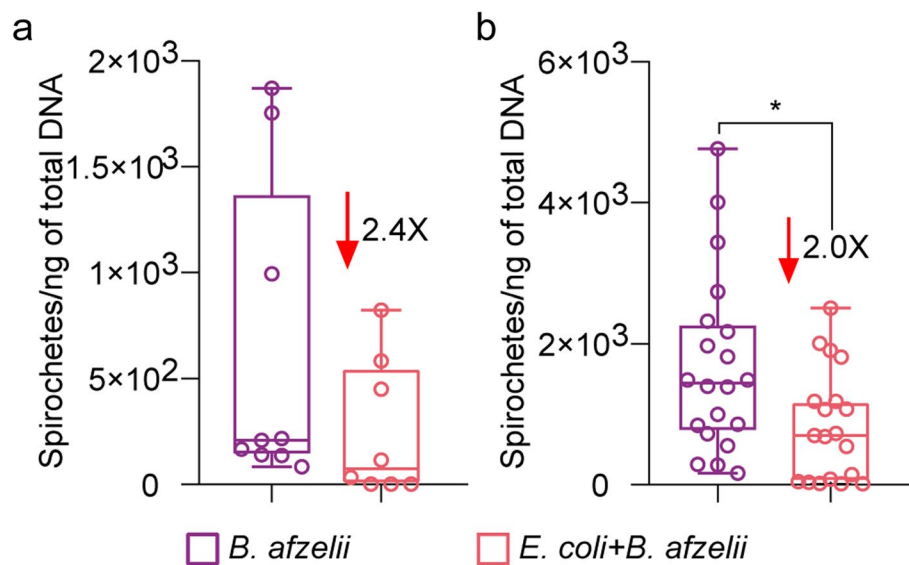 a
Spirochetes/ng of total DNA
2×10³
1.5×10³
1×10³
5×10²
0
2.4X
b
Spirochetes/ng of total DNA
6×10³
4×10³
2×10³
0
*
2.0X
B. afzelii
E. coli+B. afzelii